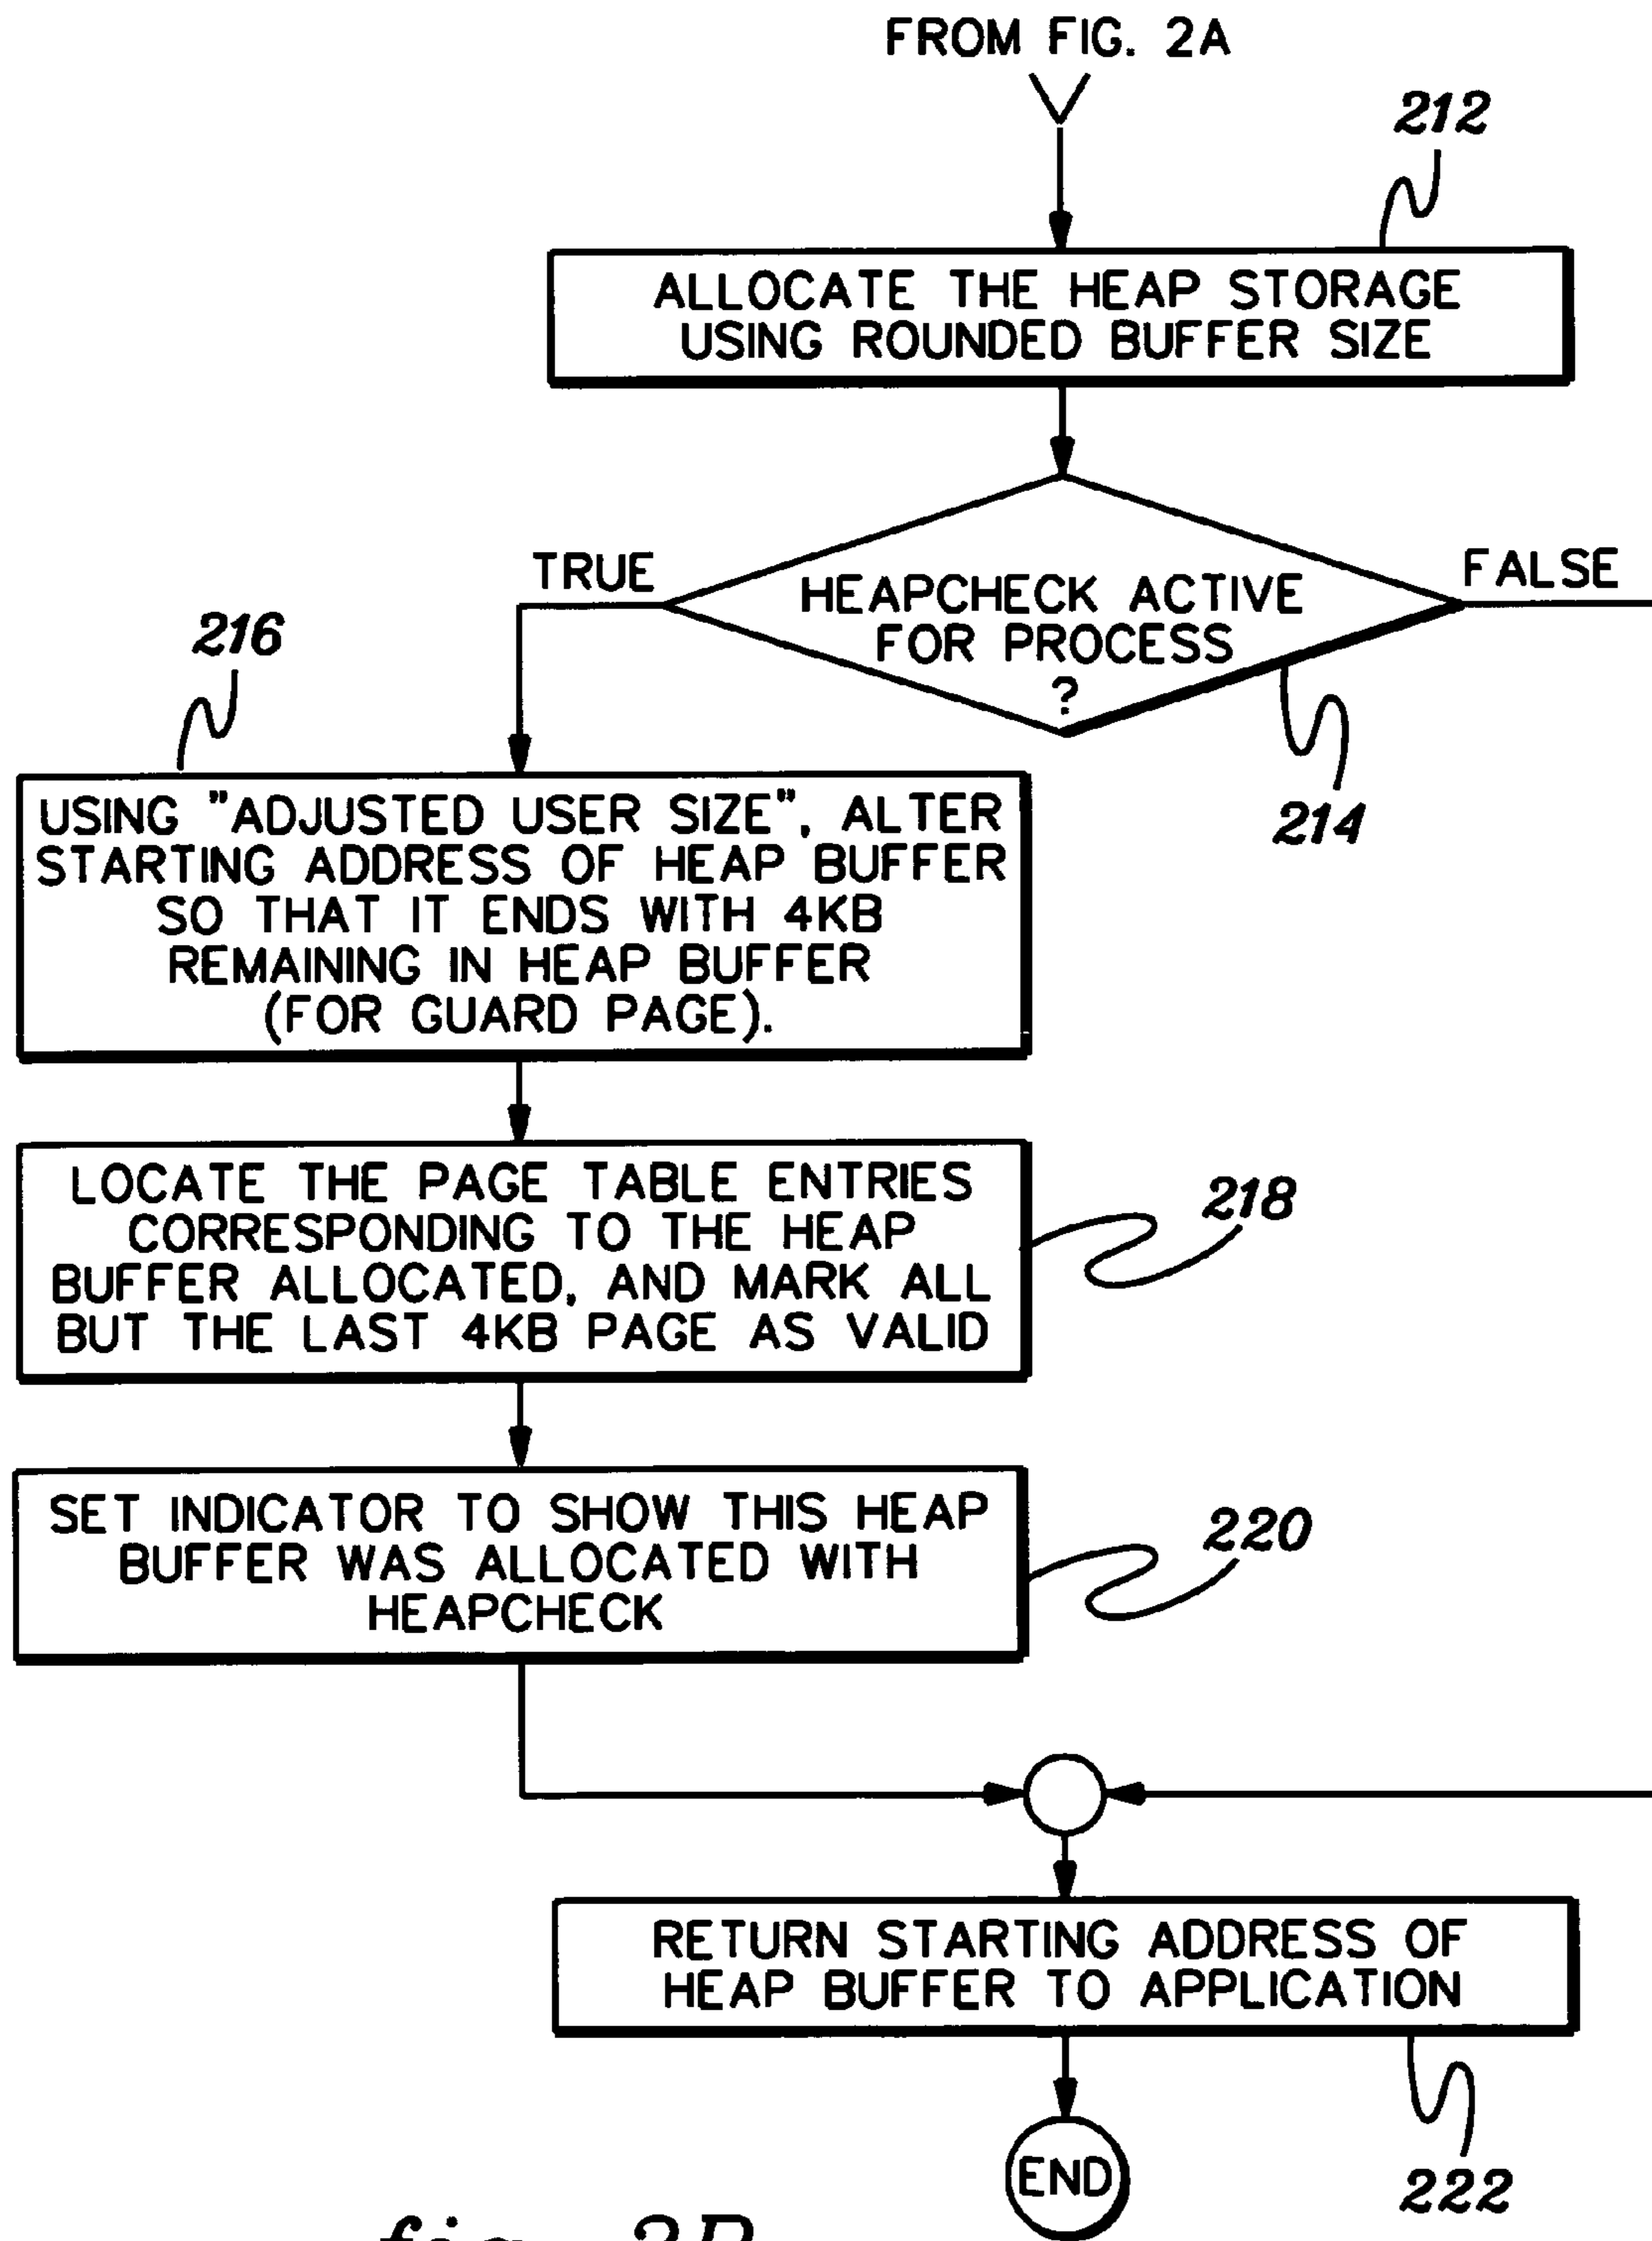 FROM FIG. 2A
212
ALLOCATE THE HEAP STORAGE
USING ROUNDED BUFFER SIZE
TRUE
FALSE
HEAPCHECK ACTIVE
FOR PROCESS
?
214
216
USING "ADJUSTED USER SIZE", ALTER
STARTING ADDRESS OF HEAP BUFFER
SO THAT IT ENDS WITH 4KB
REMAINING IN HEAP BUFFER
(FOR GUARD PAGE).
LOCATE THE PAGE TABLE ENTRIES
CORRESPONDING TO THE HEAP
BUFFER ALLOCATED, AND MARK ALL
BUT THE LAST 4KB PAGE AS VALID
218
SET INDICATOR TO SHOW THIS HEAP
BUFFER WAS ALLOCATED WITH
HEAPCHECK
220
RETURN STARTING ADDRESS OF
HEAP BUFFER TO APPLICATION
222
END